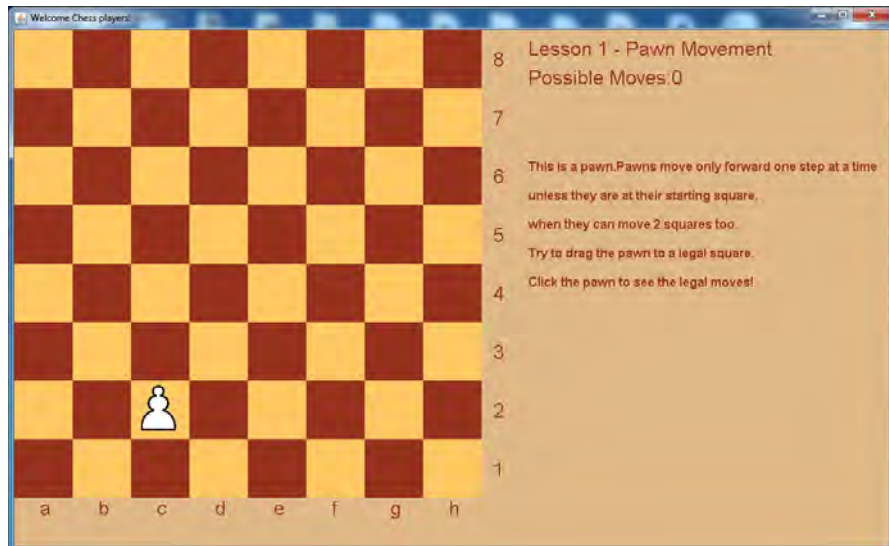 Welcome Chess players!
8
Lesson 1 - Pawn Movement
Possible Moves:0
7
6
This is a pawn.Pawns move only forward one step at a time
unless they are at their starting square,
when they can move 2 squares too.
5
Try to drag the pawn to a legal square.
Click the pawn to see the legal moves!
4
3
2
1
a b c d e f g h